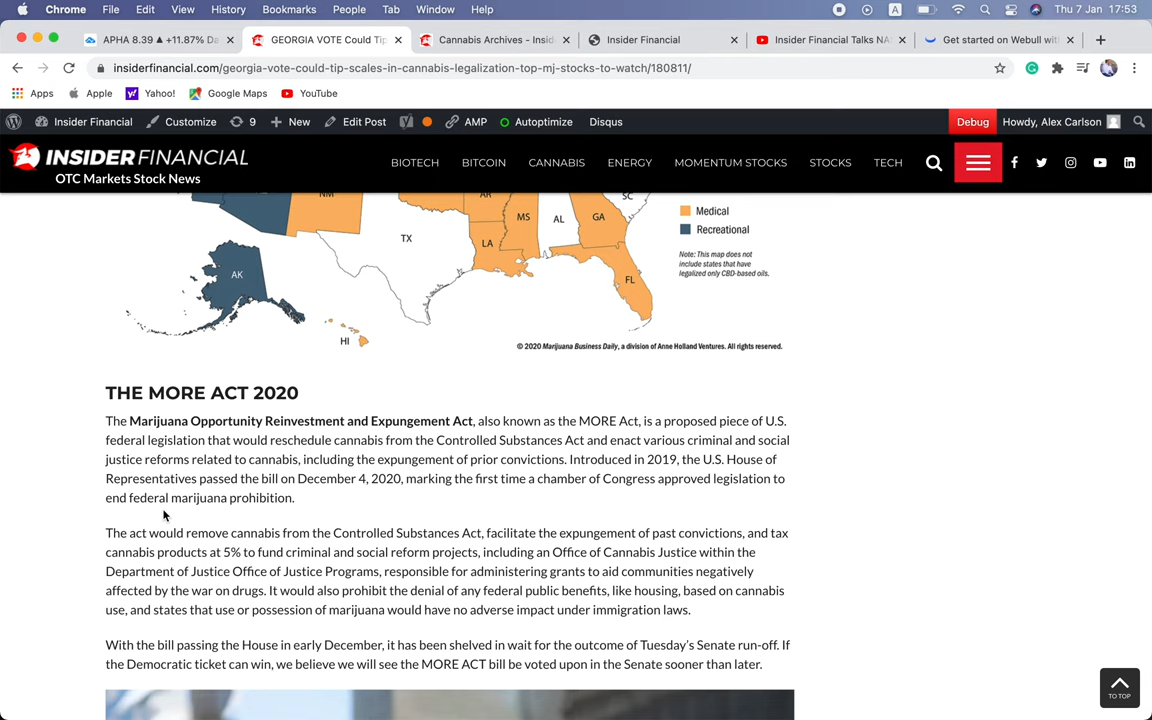 Chrome File Edit View History Bookmarks People Tab Window Help A Thu 7 Jan 17:53
APHA 8.39 ▲ +11.87% Da GEORGIA VOTE Could Tip Cannabis Archives - Insid Insider Financial Insider Financial Talks NA Get started on Webull with
insiderfinancial.com/georgia-vote-could-tip-scales-in-cannabis-legalization-top-mj-stocks-to-watch/180811/
Apps Apple Yahoo! Google Maps YouTube
Insider Financial Customize 9 New Edit Post AMP Autoptimize Disqus Debug Howdy, Alex Carlson
INSIDERFINANCIAL
OTC Markets Stock News
BIOTECH BITCOIN CANNABIS ENERGY MOMENTUM STOCKS STOCKS TECH
NM AR SC
MS AL GA
TX LA
FL
AK
HI
Medical
Recreational
Note: This map does not
include states that have
legalized only CBD-based oils.
© 2020 Marijuana Business Daily, a division of Anne Holland Ventures. All rights reserved.
THE MORE ACT 2020
The Marijuana Opportunity Reinvestment and Expungement Act, also known as the MORE Act, is a proposed piece of U.S.
federal legislation that would reschedule cannabis from the Controlled Substances Act and enact various criminal and social
justice reforms related to cannabis, including the expungement of prior convictions. Introduced in 2019, the U.S. House of
Representatives passed the bill on December 4, 2020, marking the first time a chamber of Congress approved legislation to
end federal marijuana prohibition.
The act would remove cannabis from the Controlled Substances Act, facilitate the expungement of past convictions, and tax
cannabis products at 5% to fund criminal and social reform projects, including an Office of Cannabis Justice within the
Department of Justice Office of Justice Programs, responsible for administering grants to aid communities negatively
affected by the war on drugs. It would also prohibit the denial of any federal public benefits, like housing, based on cannabis
use, and states that use or possession of marijuana would have no adverse impact under immigration laws.
With the bill passing the House in early December, it has been shelved in wait for the outcome of Tuesday's Senate run-off. If
the Democratic ticket can win, we believe we will see the MORE ACT bill be voted upon in the Senate sooner than later.
TO TOP